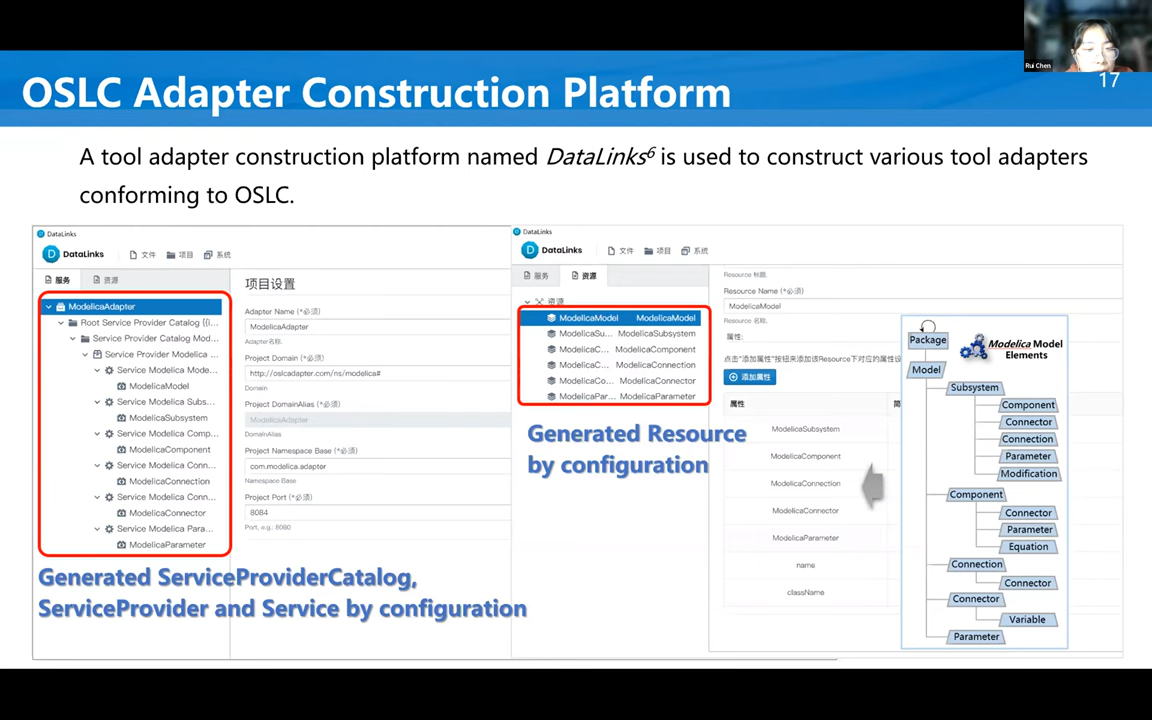 Rui Chen
17
OSLC Adapter Construction Platform
A tool adapter construction platform named DataLinks6 is used to construct various tool adapters
conforming to OSLC.
DataLinks
DataLinks 文件 项目 系统
服务 资源
ModelicaAdapter
Root Service Provider Catalog {(I...
Service Provider Catalog Mod...
Service Provider Modelica ...
Service Modelica Mode...
ModelicaModel
Service Modelica Subs...
ModelicaSubsystem
Service Modelica Comp...
ModelicaComponent
Service Modelica Conn...
ModelicaConnection
Service Modelica Conn...
ModelicaConnector
Service Modelica Para...
ModelicaParameter
项目设置
Adapter Name (*必须)
ModelicaAdapter
Adapter名称.
Project Domain (*必须)
http://oslcadapter.com/ns/modelica#
Domain
Project DomainAlias (*必须)
ModelicaAdapter
DomainAlias
Project Namespace Base (*必须)
com.modelica.adapter
Namespace Base
Project Port (*必须)
8084
Port, e.g.: 8080
Generated ServiceProviderCatalog,
ServiceProvider and Service by configuration
DataLinks
DataLinks 文件 项目 系统
服务 资源
资源
ModelicaModel ModelicaModel
ModelicaSu... ModelicaSubsystem
ModelicaC... ModelicaComponent
ModelicaC... ModelicaConnection
ModelicaCo... ModelicaConnector
ModelicaPar... ModelicaParameter
Generated Resource
by configuration
Resource 标题.
Resource Name (*必须)
ModelicaModel
Resource 名称.
属性:
点击"添加属性"按钮来添加该Resource下对应的属性设
添加属性
属性 简
ModelicaSubsystem
ModelicaComponent
ModelicaConnection
ModelicaConnector
ModelicaParameter
name
className
Modelica Model
Elements
Package
Model
Subsystem
Component
Connector
Connection
Parameter
Modification
Component
Connector
Parameter
Equation
Connection
Connector
Connector
Variable
Parameter